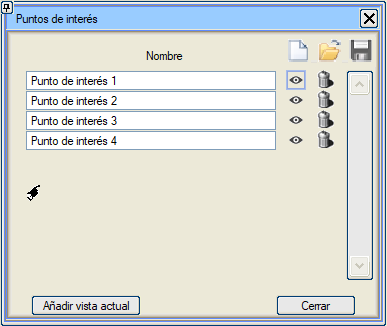 Puntos de interés
Nombre
Punto de interés 1
Punto de interés 2
Punto de interés 3
Punto de interés 4
Añadir vista actual
Cerrar